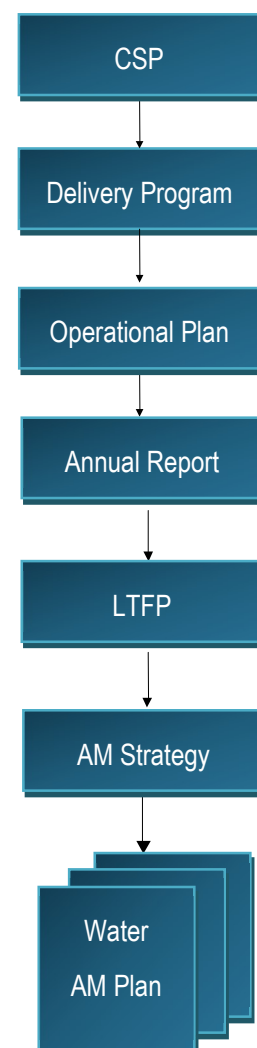 CSP
Delivery Program
Operational Plan
Annual Report
LTFP
AM Strategy
Water
AM Plan